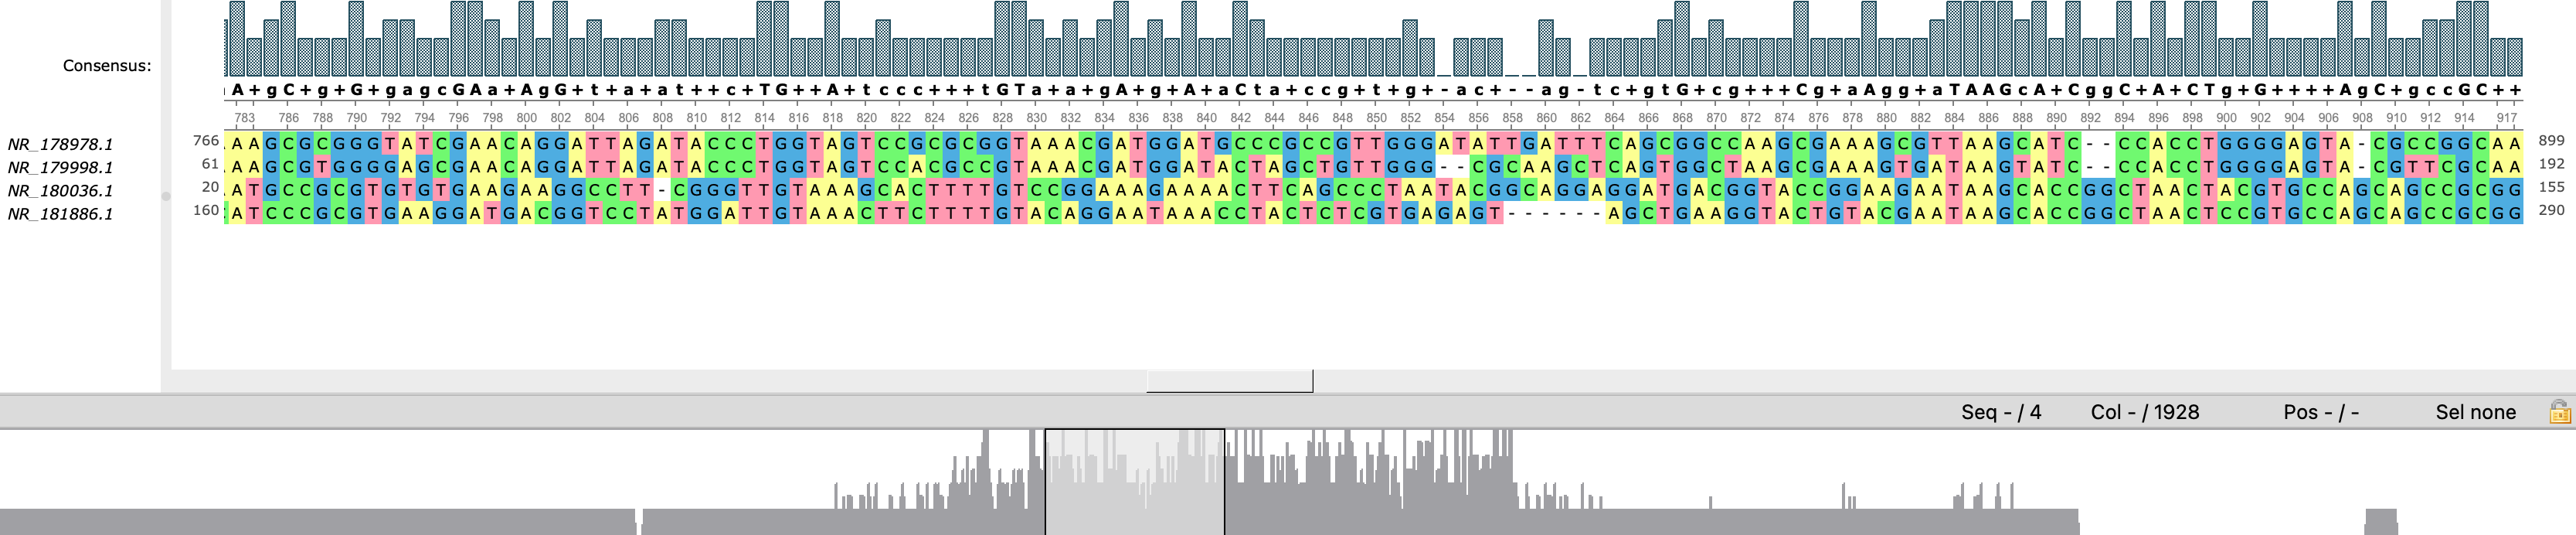 Consensus:
A+gC+g+G+gagcGAa+AgG+t+a+at++c+TG++A+tccc+++tGTa+a+gA+g+A+aCta+ccg+t+g+-ac+--ag-tc+gtG+cg+++Cg+aAgg+aTAAGcA+CggC+A+CTg+G++++AgC+gccGC++
783 786 788 790 792 794 796 798 800 802 804 806 808 810 812 814 816 818 820 822 824 826 828 830 832 834 836 838 840 842 844 846 848 850 852 854 856 858 860 862 864 866 868 870 872 874 876 878 880 882 884 886 888 890 892 894 896 898 900 902 904 906 908 910 912 914 917
NR_178978.1 766 AAGCGCGGGTATCGAACAGGATTAGATACCCTGGTAGTCCGCGCGGTAAACGATGGATGCCCGCCGTTGGGATATTGATTTCAGCGGCCAAGCGAAAGCGTTAAGCATC--CCACCTGGGGAGTA-CGCCGGCAA 899
NR_179998.1 61 AAGCGTGGGGAGCGAACAGGATTAGATACCCTGGTAGTCCACGCCGTAAACGATGGATACTAGCTGTTGGG--CGCAAGCTCAGTGGCTAAGCGAAAGTGATAAGTATC--CCACCTGGGGAGTA-CGTTCGCAA 192
NR_180036.1 20 ATGCCGCGTGTGTGAAGAAGGCCTT-CGGGTTGTAAAGCACTTTTGTCCGGAAAGAAAACTTCAGCCCTAATACGGCAGGAGGATGACGGTACCGGAAGAATAAGCACCGGCTAACTACGTGCCAGCAGCCGCGG 155
NR_181886.1 160 ATCCCGCGTGAAGGATGACGGTCCTATGGATTGTAAACTTCTTTTGTACAGGAATAAACCTACTCTCGTGAGAGT------AGCTGAAGGTACTGTACGAATAAGCACCGGCTAACTCCGTGCCAGCAGCCGCGG 290
Seq - / 4 Col - / 1928 Pos - / - Sel none